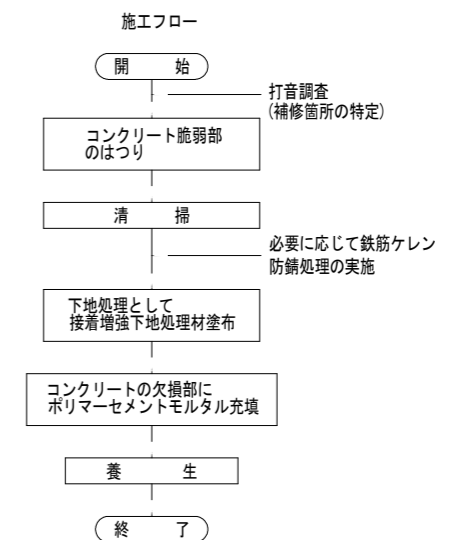 施工フロー
開　　始
打音調査
(補修箇所の特定)
コンクリート脆弱部
のはつり
清　　掃
必要に応じて鉄筋ケレン
防錆処理の実施
下地処理として
接着増強下地処理材塗布
コンクリートの欠損部に
ポリマーセメントモルタル充填
養　　生
終　　了